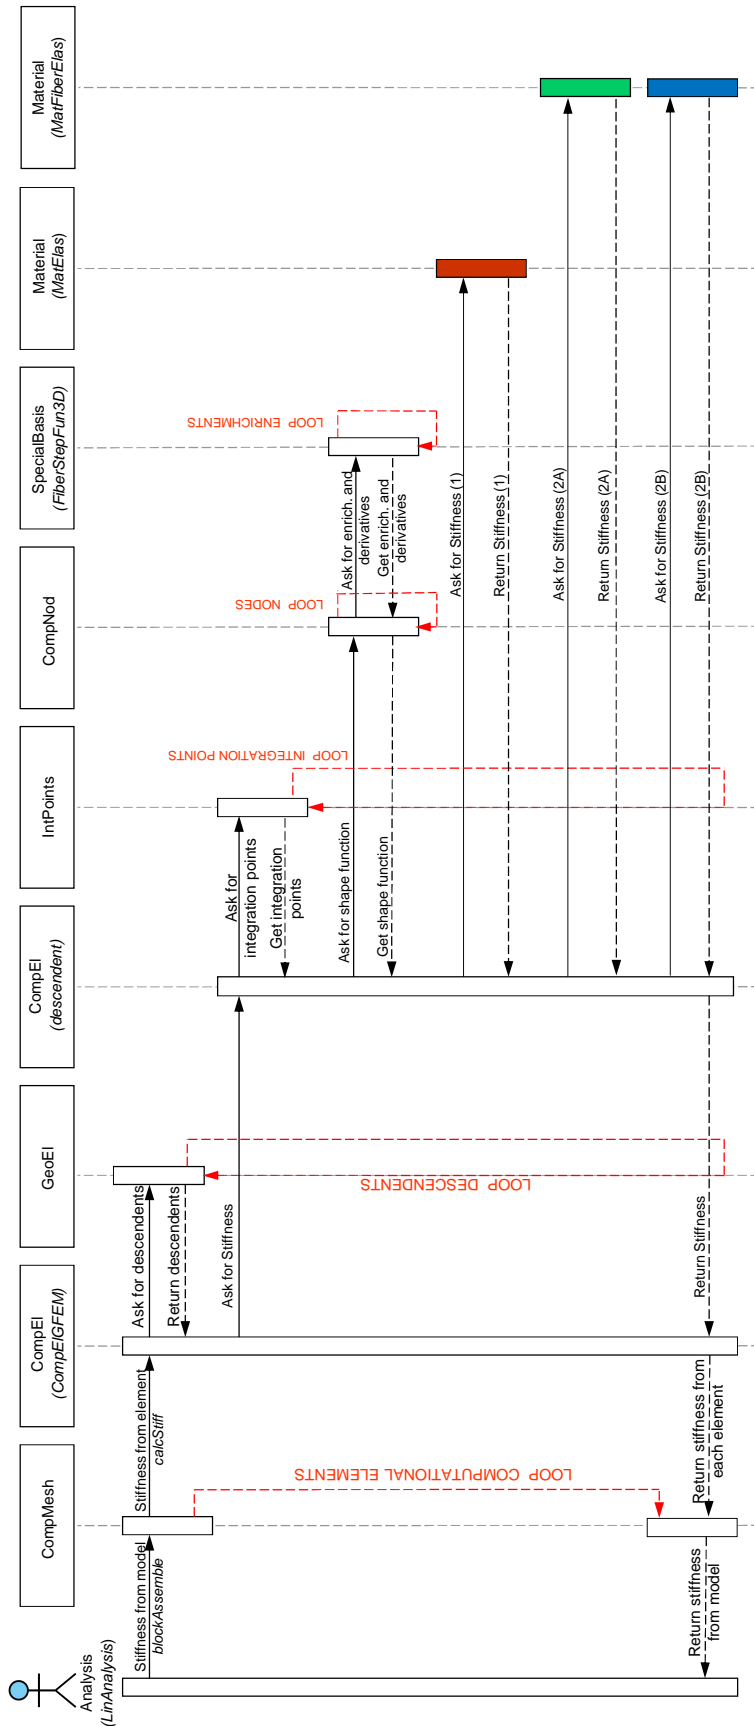 Analysis
(LinAnalysis)
CompMesh
CompEl
(CompElGFEM)
GeoEl
CompEl
(descendent)
IntPoints
CompNod
SpecialBasis
(FiberStepFun3D)
Material
(MatElas)
Material
(MatFiberElas)
Stiffness from model
blockAssemble
Stiffness from element
calcStiff
Ask for descendents
Return descendents
Ask for Stiffness
Ask for
integration points
Get integration
points
LOOP INTEGRATION POINTS
Ask for shape function
Get shape function
LOOP NODES
Ask for enrich. and
derivatives
Get enrich. and
derivatives
LOOP ENRICHMENTS
Ask for Stiffness (1)
Return Stiffness (1)
Ask for Stiffness (2A)
Return Stiffness (2A)
Ask for Stiffness (2B)
Return Stiffness (2B)
LOOP DESCENDENTS
LOOP COMPUTATIONAL ELEMENTS
Return Stiffness
Return stiffness from
each element
Return stiffness
from model